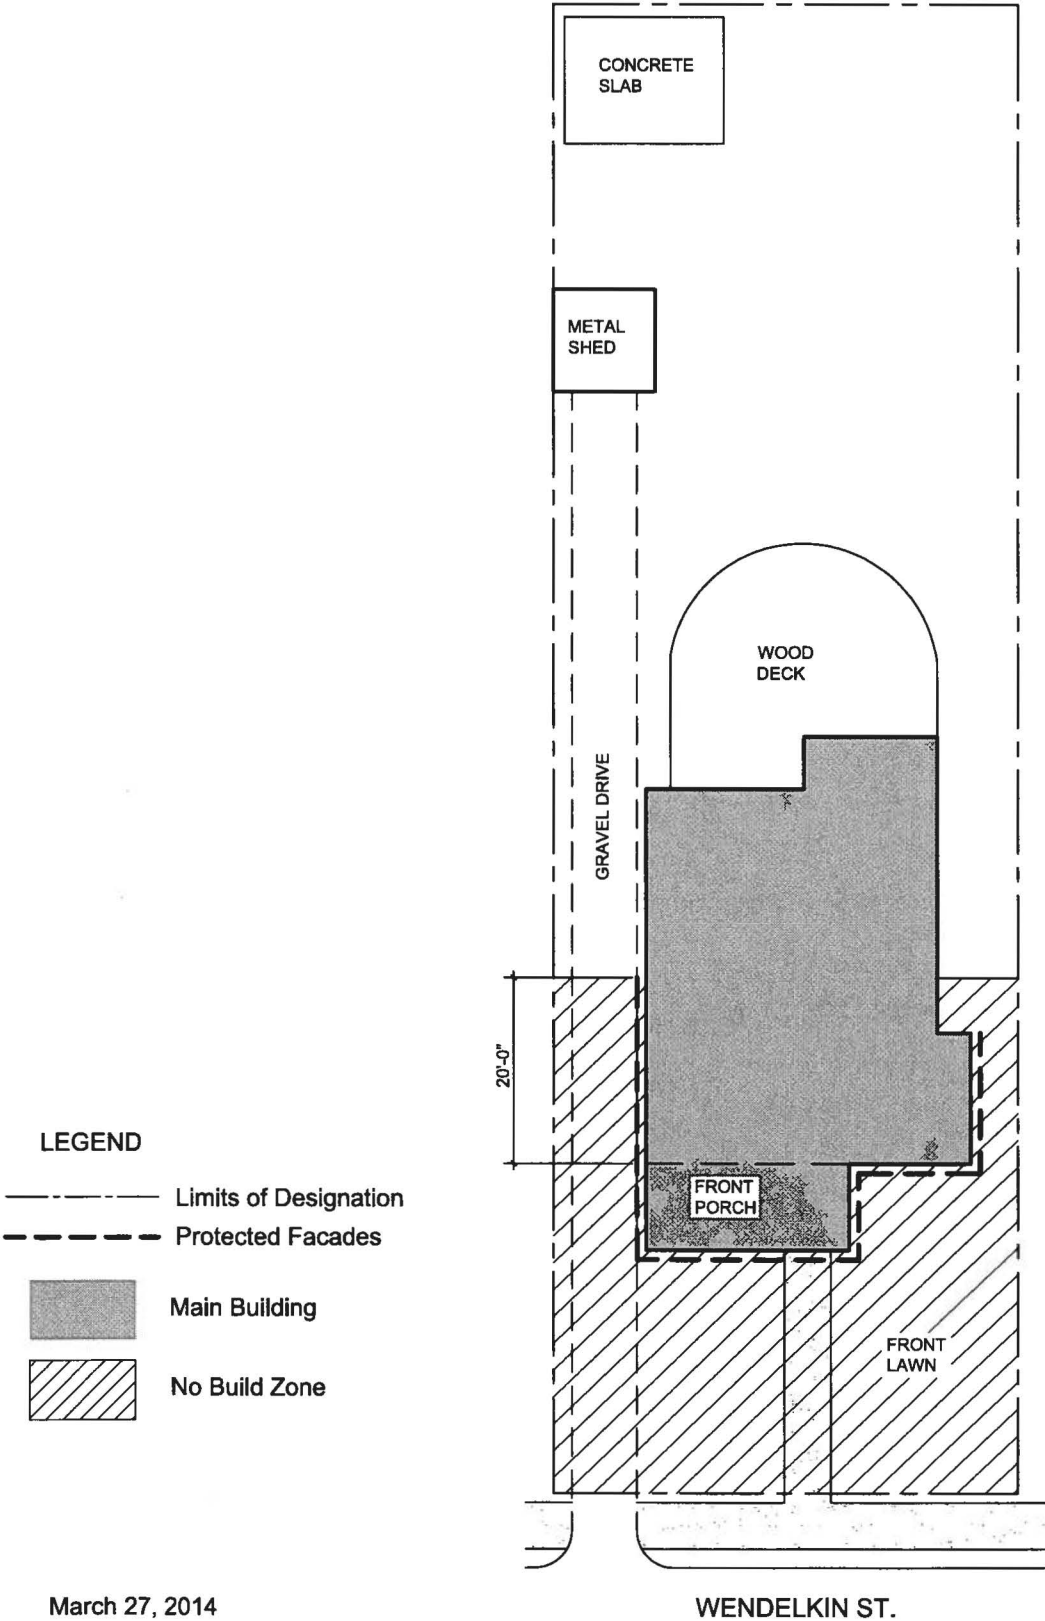 CONCRETE
SLAB
METAL
SHED
WOOD
DECK
GRAVEL DRIVE
20'-0"
FRONT
PORCH
FRONT
LAWN
LEGEND
Limits of Designation
Protected Facades
Main Building
No Build Zone
March 27, 2014
WENDELKIN ST.